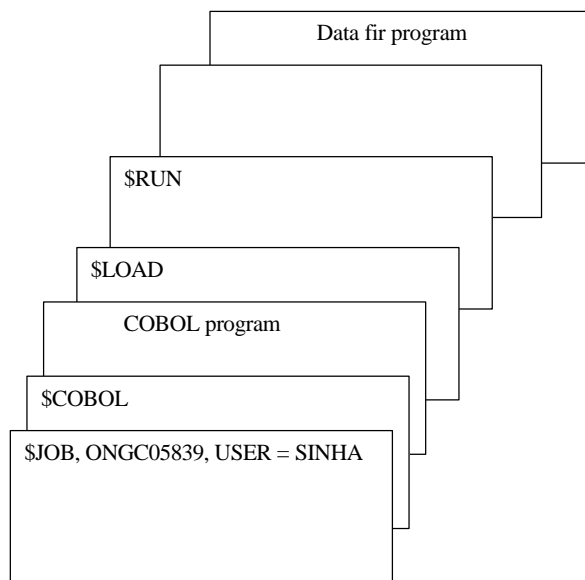 Data fir program
$RUN
$LOAD
COBOL program
$COBOL
$JOB, ONGC05839, USER = SINHA